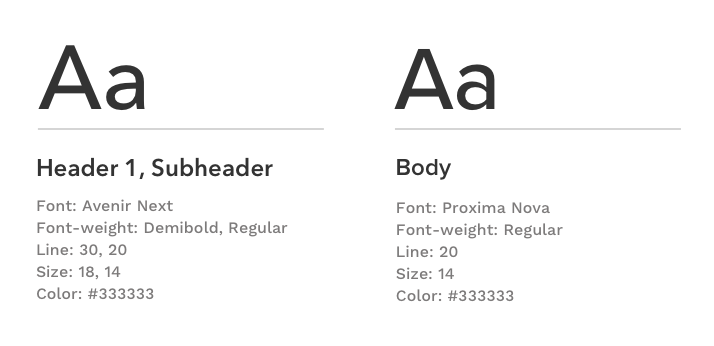 Aa
Header 1, Subheader
Font: Avenir Next
Font-weight: Demibold, Regular
Line: 30, 20
Size: 18, 14
Color: #333333
Aa
Body
Font: Proxima Nova
Font-weight: Regular
Line: 20
Size: 14
Color: #333333